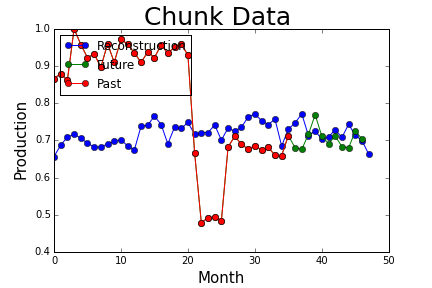 Chunk Data
Production
1.0
0.9
0.8
0.7
0.6
0.5
0.4
Reconstruction
Future
Past
0 10 20 30 40 50
Month